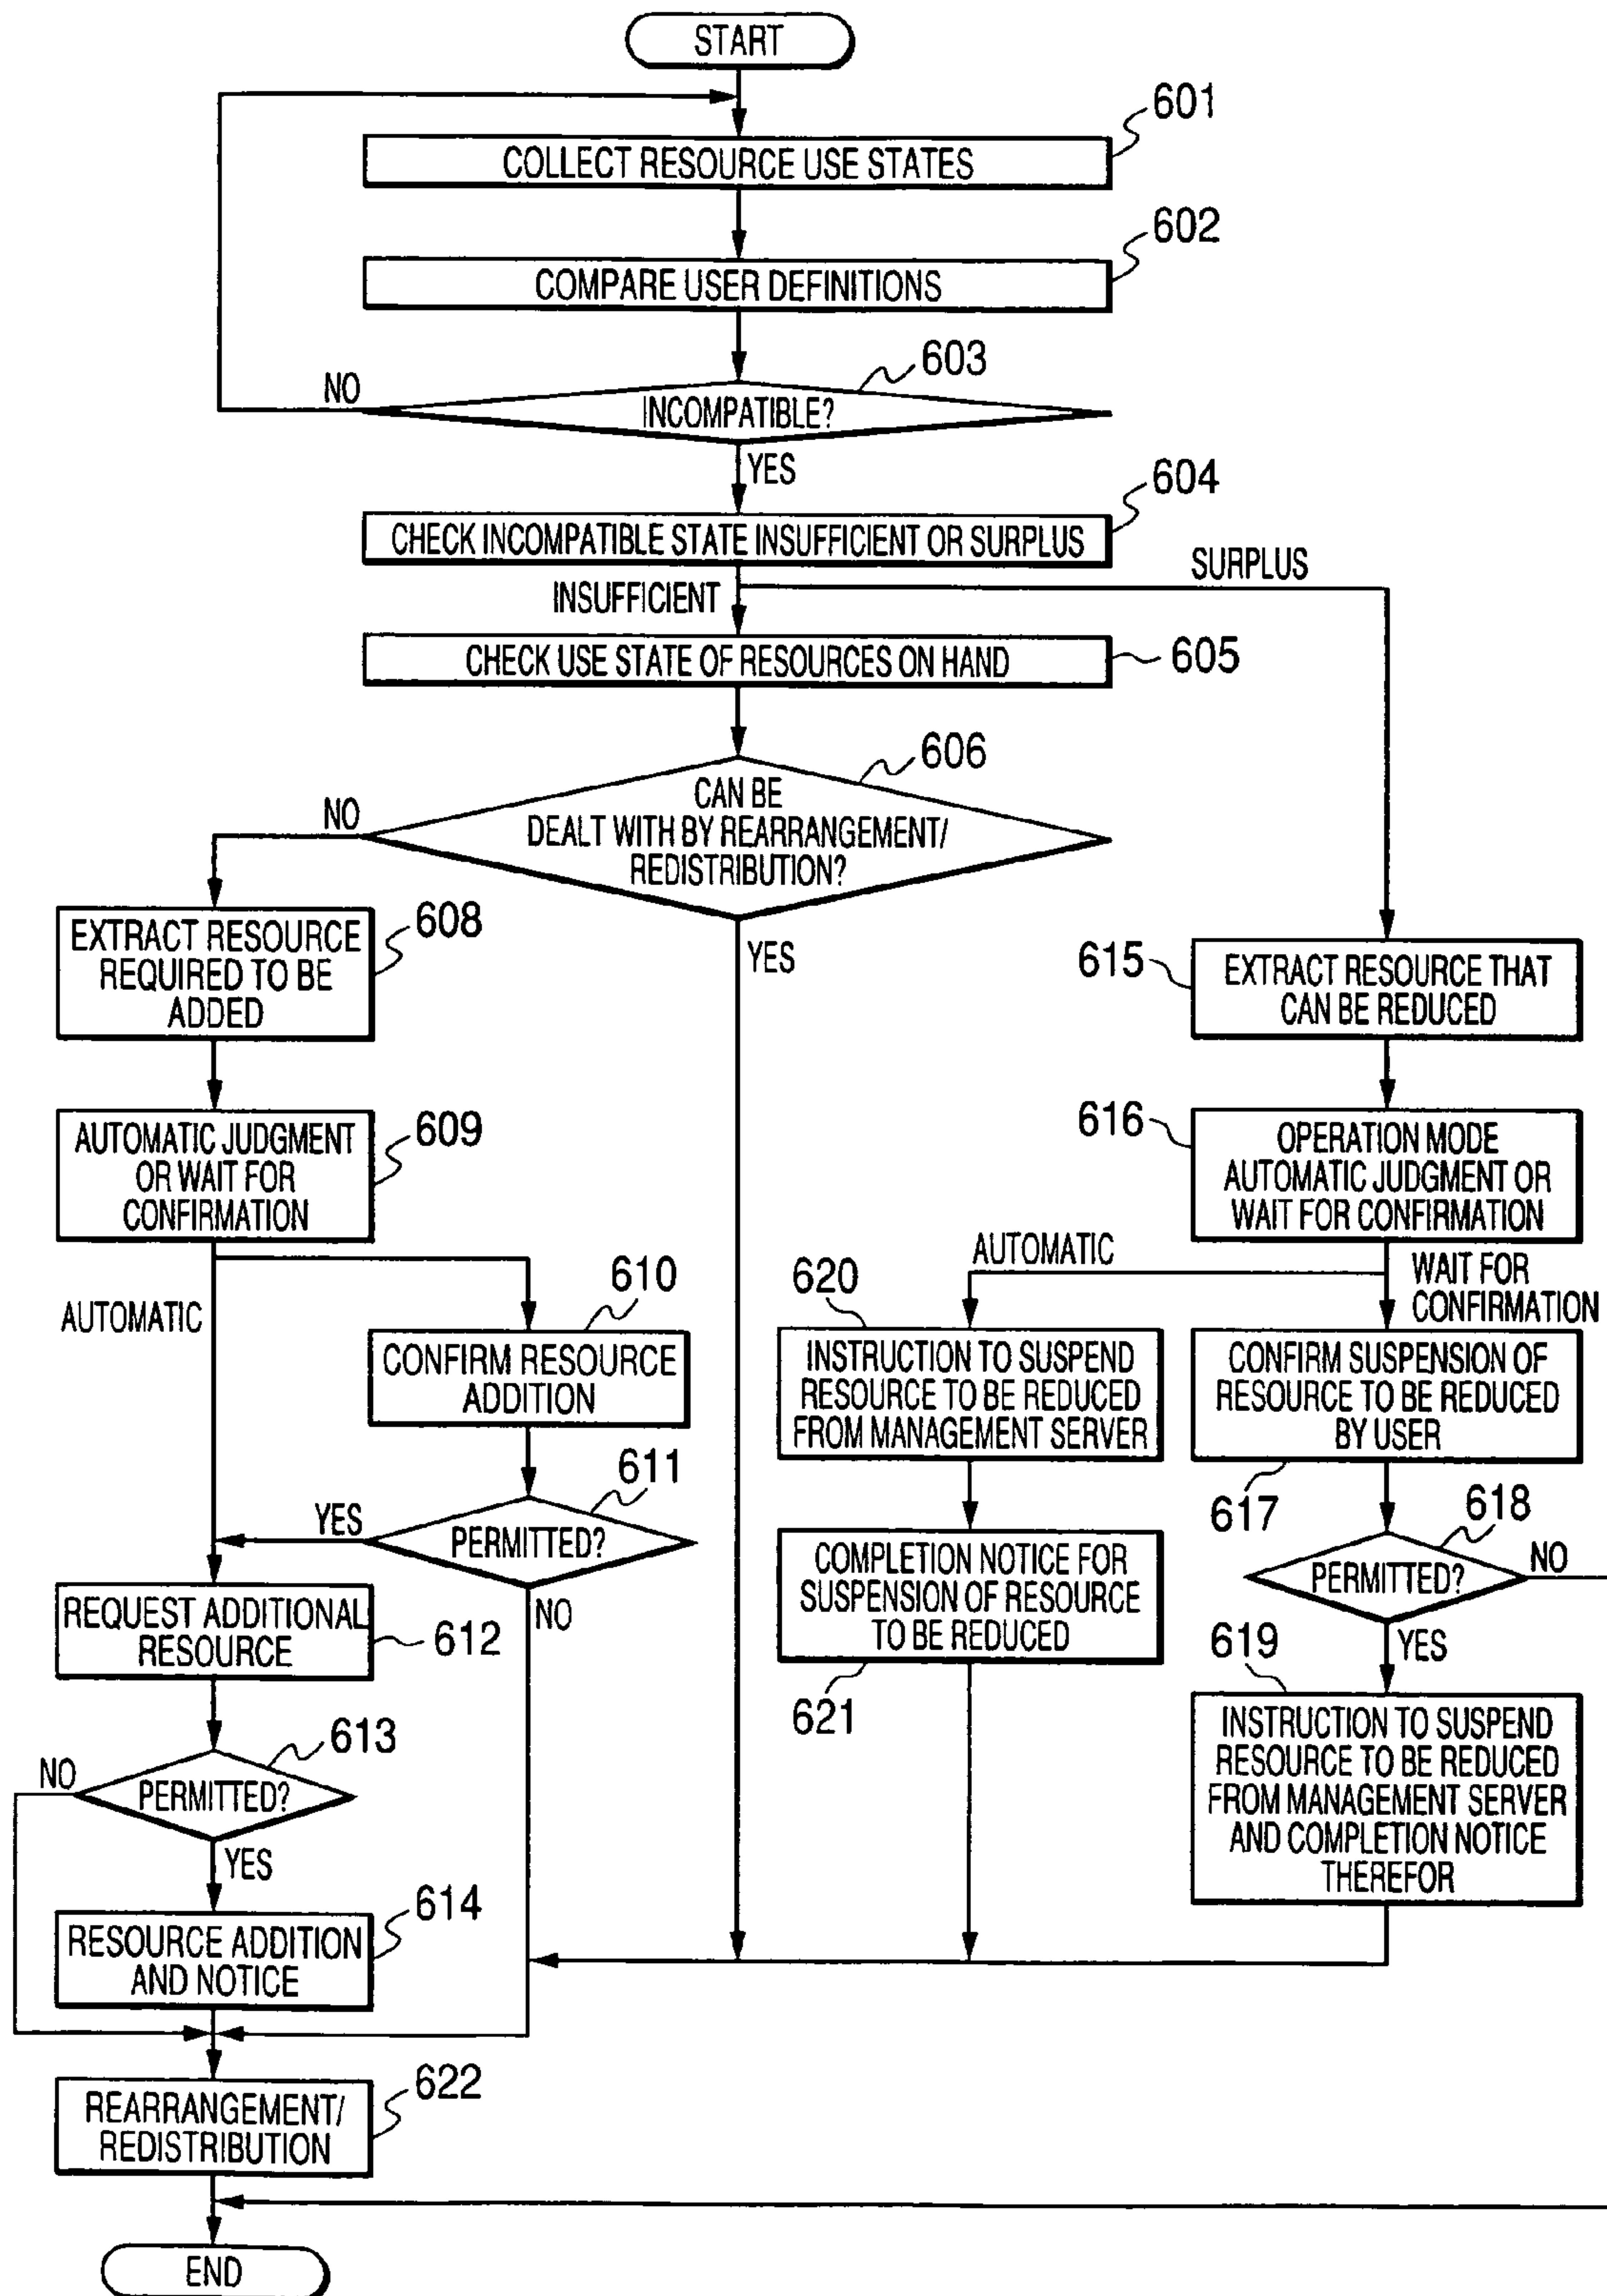 START
601
COLLECT RESOURCE USE STATES
602
COMPARE USER DEFINITIONS
603
NO
INCOMPATIBLE?
YES
604
CHECK INCOMPATIBLE STATE INSUFFICIENT OR SURPLUS
SURPLUS
INSUFFICIENT
CHECK USE STATE OF RESOURCES ON HAND
605
606
CAN BE
DEALT WITH BY REARRANGEMENT/
REDISTRIBUTION?
NO
YES
EXTRACT RESOURCE
REQUIRED TO BE
ADDED
608
615
EXTRACT RESOURCE THAT
CAN BE REDUCED
AUTOMATIC JUDGMENT
OR WAIT FOR
CONFIRMATION
609
616
OPERATION MODE
AUTOMATIC JUDGMENT OR
WAIT FOR CONFIRMATION
AUTOMATIC
610
CONFIRM RESOURCE
ADDITION
611
YES
PERMITTED?
NO
AUTOMATIC
WAIT FOR
CONFIRMATION
620
INSTRUCTION TO SUSPEND
RESOURCE TO BE REDUCED
FROM MANAGEMENT SERVER
CONFIRM SUSPENSION OF
RESOURCE TO BE REDUCED
BY USER
617
618
COMPLETION NOTICE FOR
SUSPENSION OF RESOURCE
TO BE REDUCED
621
PERMITTED?
NO
YES
619
INSTRUCTION TO SUSPEND
RESOURCE TO BE REDUCED
FROM MANAGEMENT SERVER
AND COMPLETION NOTICE
THEREFOR
REQUEST ADDITIONAL
RESOURCE
612
613
NO
PERMITTED?
YES
614
RESOURCE ADDITION
AND NOTICE
622
REARRANGEMENT/
REDISTRIBUTION
END